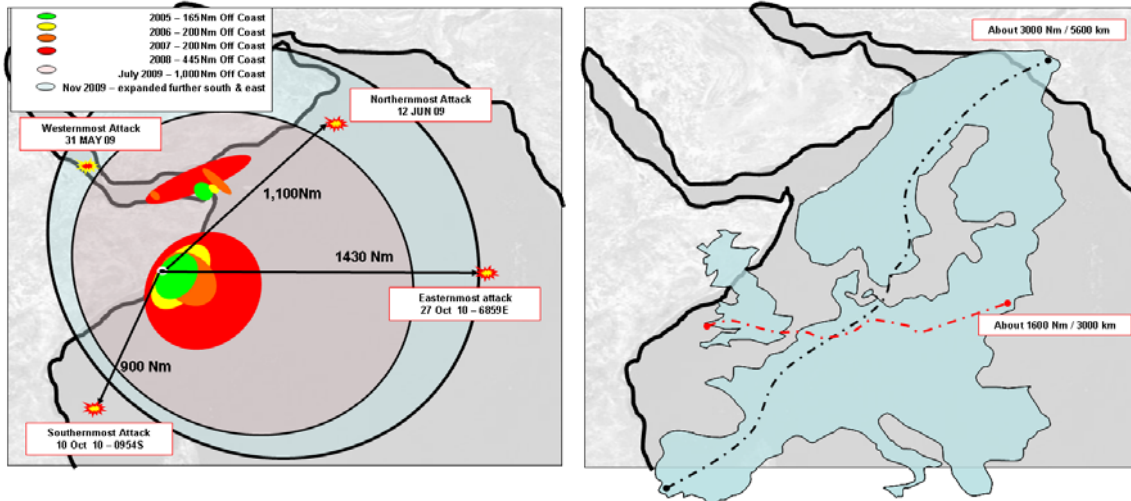 2005 – 165Nm Off Coast
2006 – 200Nm Off Coast
2007 – 200Nm Off Coast
2008 – 445Nm Off Coast
July 2009 – 1,000Nm Off Coast
Nov 2009 – expanded further south & east
Northernmost Attack
12 JUN 09
Westernmost Attack
31 MAY 09
1,100Nm
1430 Nm
Easternmost attack
27 Oct 10 – 6859E
900 Nm
Southernmost Attack
10 Oct 10 – 0954S
About 3000 Nm / 5600 km
About 1600 Nm / 3000 km